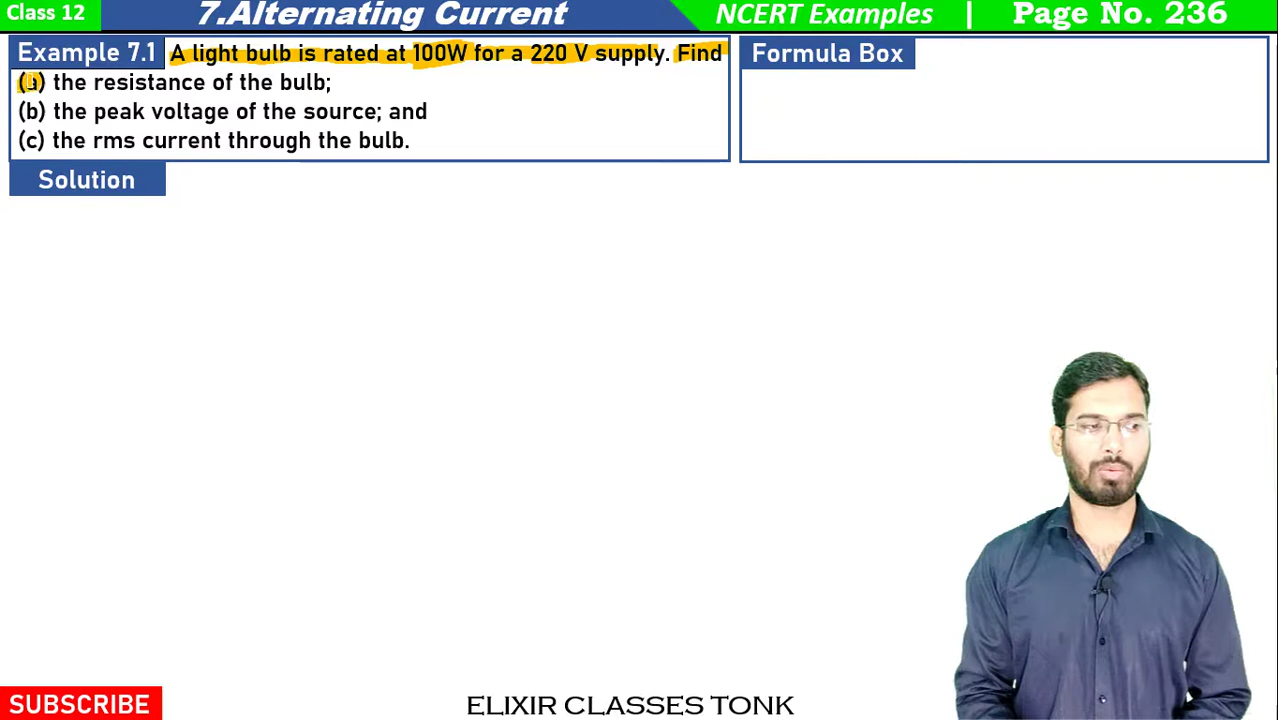 Class 12
7.Alternating Current
NCERT Examples | Page No. 236
Example 7.1 A light bulb is rated at 100W for a 220 V supply. Find
(a) the resistance of the bulb;
(b) the peak voltage of the source; and
(c) the rms current through the bulb.
Formula Box
Solution
SUBSCRIBE
ELIXIR CLASSES TONK